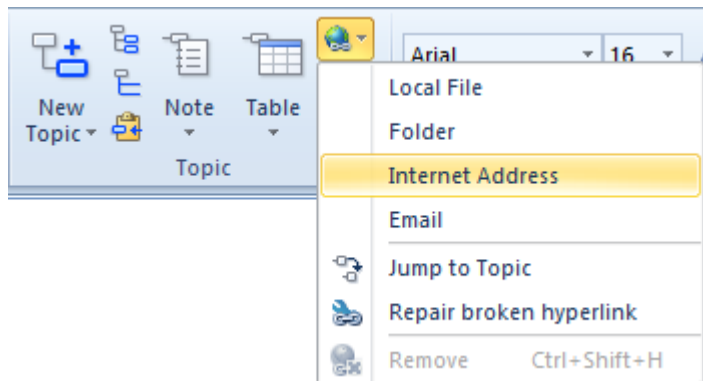 New
Topic
Note
Table
Topic
Arial
16
Local File
Folder
Internet Address
Email
Jump to Topic
Repair broken hyperlink
Remove Ctrl+Shift+H